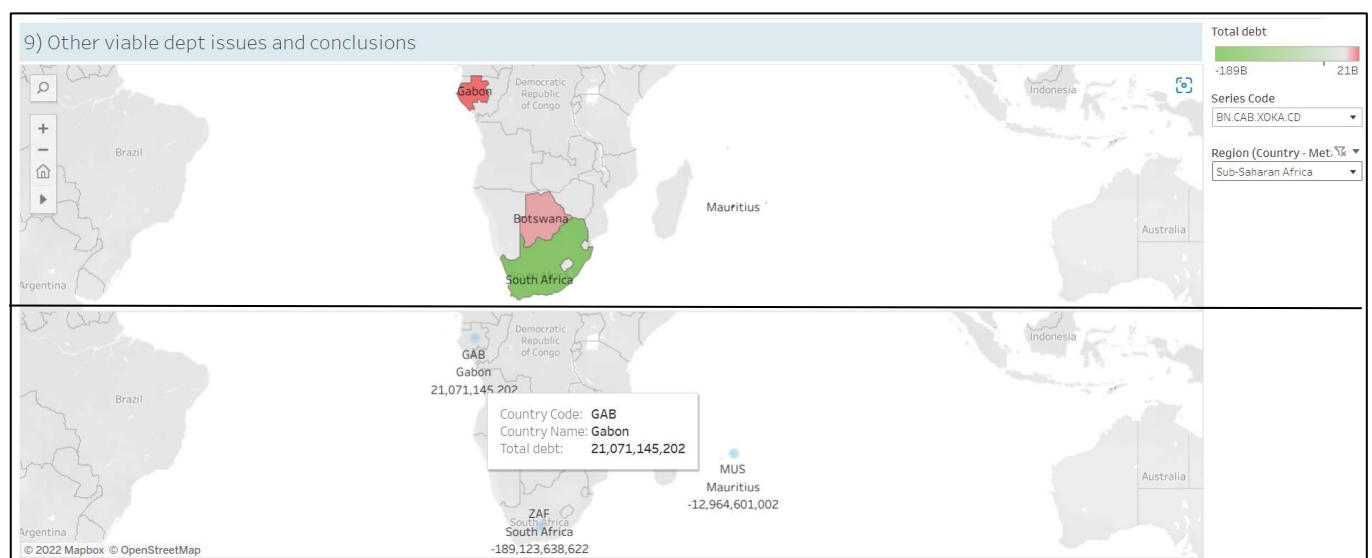 9) Other viable dept issues and conclusions
Total debt
-189B 21B
Series Code
BN.CAB.XOKA.CD
Region (Country - Met.
Sub-Saharan Africa
Gabon
Democratic
Republic
of Congo
Indonesia
Brazil
Mauritius
Botswana
Australia
South Africa
Argentina
Democratic
Republic
of Congo
Indonesia
GAB
Gabon
21,071,145,202
Brazil
Country Code: GAB
Country Name: Gabon
Total debt: 21,071,145,202
MUS
Mauritius
-12,964,601,002
Australia
ZAF
South Africa
South Africa
-189,123,638,622
Argentina
© 2022 Mapbox © OpenStreetMap